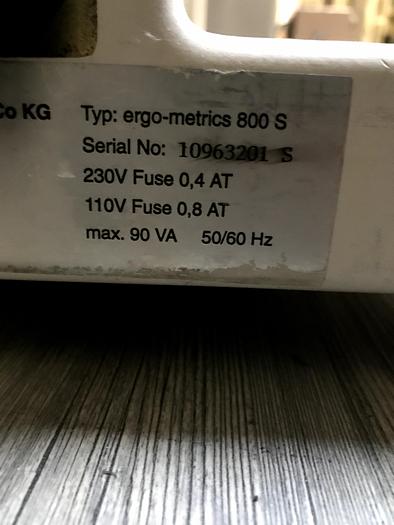 Co KG
Typ: ergo-metrics 800 S
Serial No: 10963201 S
230V Fuse 0,4 AT
110V Fuse 0,8 AT
max. 90 VA 50/60 Hz